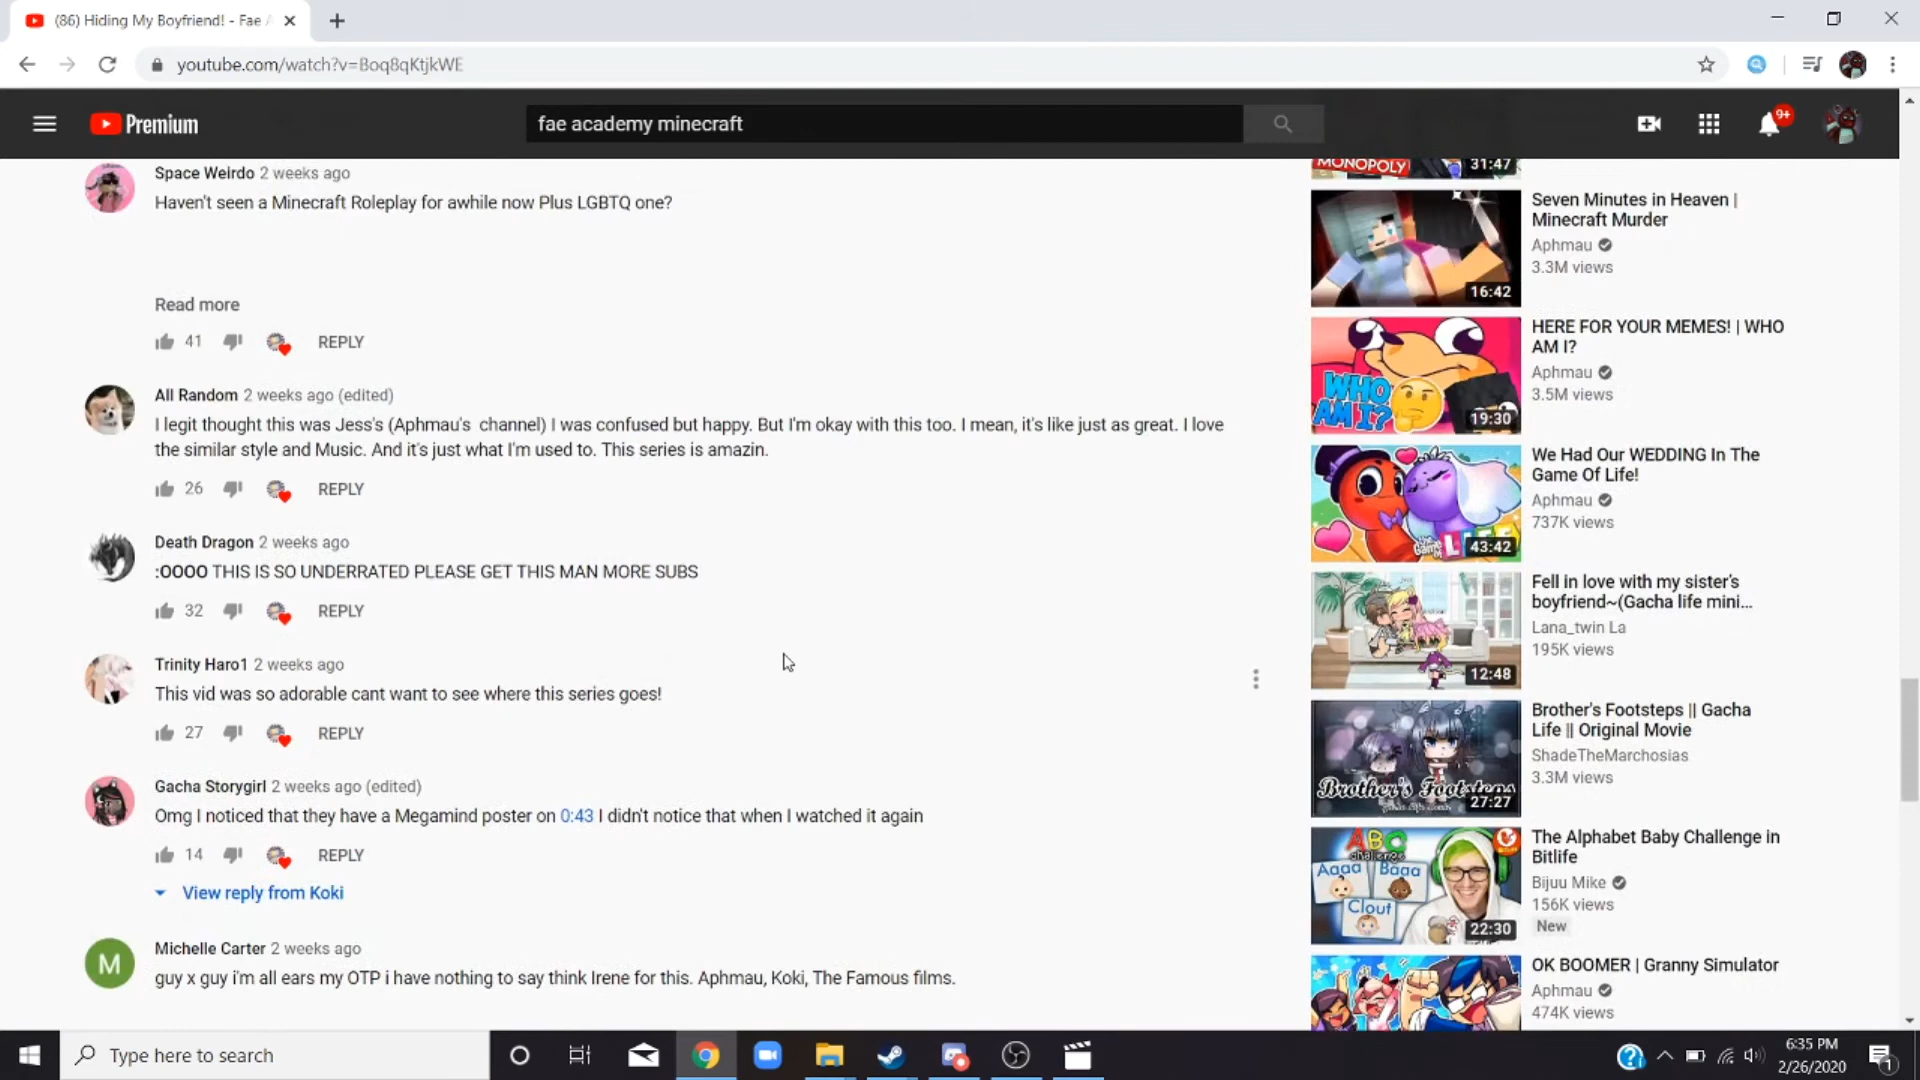 (86) Hiding My Boyfriend! - Fae
youtube.com/watch?v=Boq8qKtjkWE
Premium
fae academy minecraft
9+
Space Weirdo 2 weeks ago
Haven't seen a Minecraft Roleplay for awhile now Plus LGBTQ one?
Read more
41 REPLY
All Random 2 weeks ago (edited)
I legit thought this was Jess's (Aphmau's channel) I was confused but happy. But I'm okay with this too. I mean, it's like just as great. I love
the similar style and Music. And it's just what I'm used to. This series is amazin.
26 REPLY
Death Dragon 2 weeks ago
:OOOO THIS IS SO UNDERRATED PLEASE GET THIS MAN MORE SUBS
32 REPLY
Trinity Haro1 2 weeks ago
This vid was so adorable cant want to see where this series goes!
27 REPLY
Gacha Storygirl 2 weeks ago (edited)
Omg I noticed that they have a Megamind poster on 0:43 I didn't notice that when I watched it again
14 REPLY
View reply from Koki
M
Michelle Carter 2 weeks ago
guy x guy i'm all ears my OTP i have nothing to say think Irene for this. Aphmau, Koki, The Famous films.
MONOPOLY
31:47
Seven Minutes in Heaven |
Minecraft Murder
Aphmau
3.3M views
16:42
HERE FOR YOUR MEMES! | WHO
AM I?
Aphmau
3.5M views
WHO
AM I?
19:30
We Had Our WEDDING In The
Game Of Life!
Aphmau
737K views
43:42
Fell in love with my sister's
boyfriend~(Gacha life mini...
Lana_twin La
195K views
12:48
Brother's Footsteps || Gacha
Life || Original Movie
ShadeTheMarchosias
3.3M views
Brother's Footsteps
27:27
The Alphabet Baby Challenge in
Bitlife
Bijuu Mike
156K views
New
ABC
challenge
Aaaa
Baaa
Clout
22:30
OK BOOMER | Granny Simulator
Aphmau
474K views
Type here to search
6:35 PM
2/26/2020
1